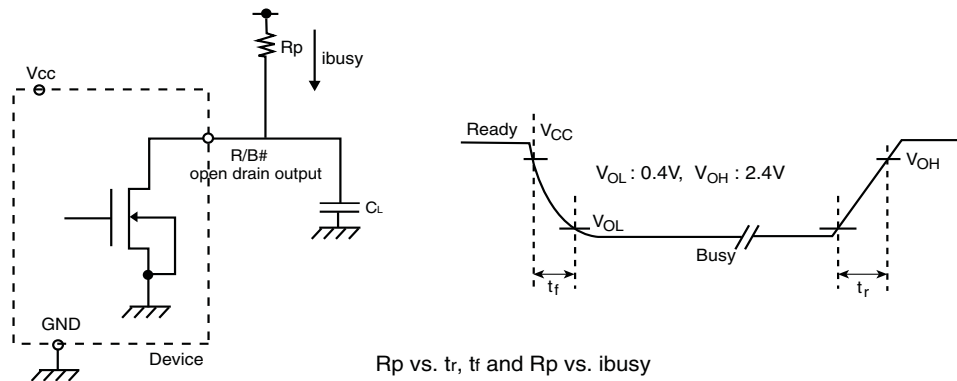 Rp
ibusy
Vcc
R/B#
open drain output
CL
GND
Device
Ready
VCC
VOH
VOL : 0.4V, VOH : 2.4V
VOL
Busy
tf
tr
Rp vs. tr, tf and Rp vs. ibusy